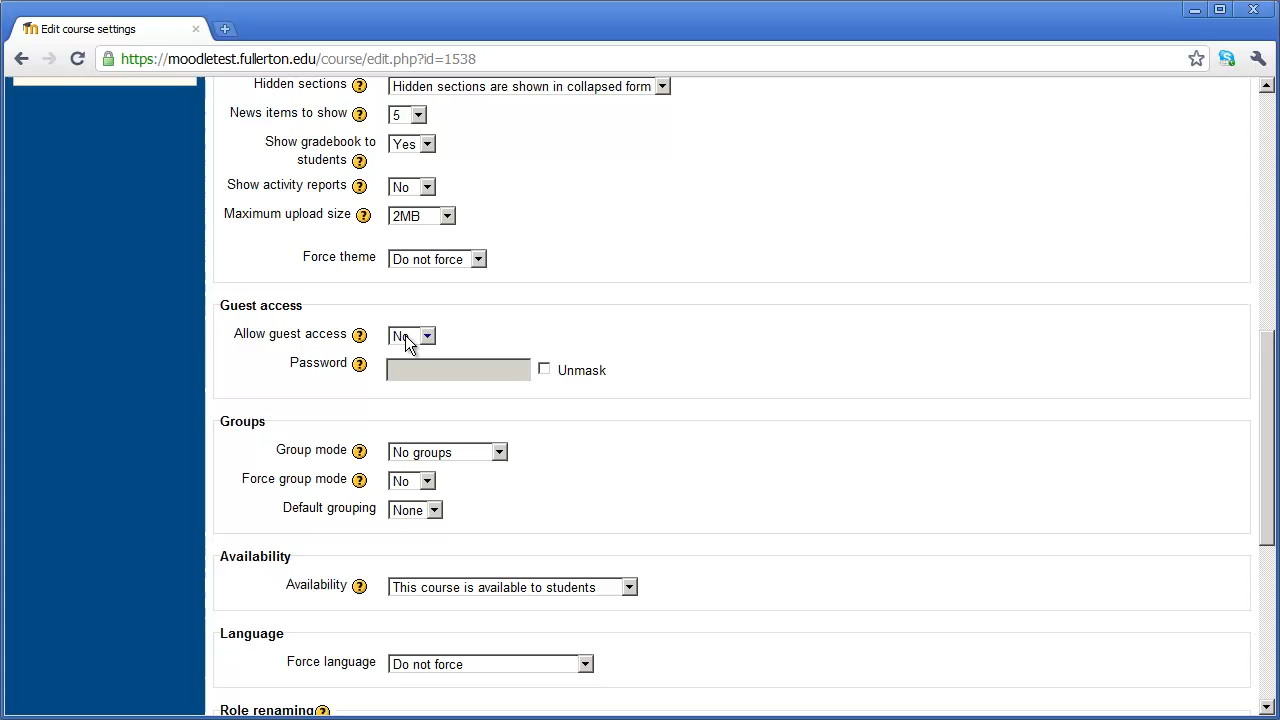 Edit course settings
https://moodletest.fullerton.edu/course/edit.php?id=1538
Hidden sections ? Hidden sections are shown in collapsed form
News items to show ? 5
Show gradebook to
students ? Yes
Show activity reports ? No
Maximum upload size ? 2MB
Force theme Do not force
Guest access
Allow guest access ? No
Password ? Unmask
Groups
Group mode ? No groups
Force group mode ? No
Default grouping None
Availability
Availability ? This course is available to students
Language
Force language Do not force
Role renaming ?